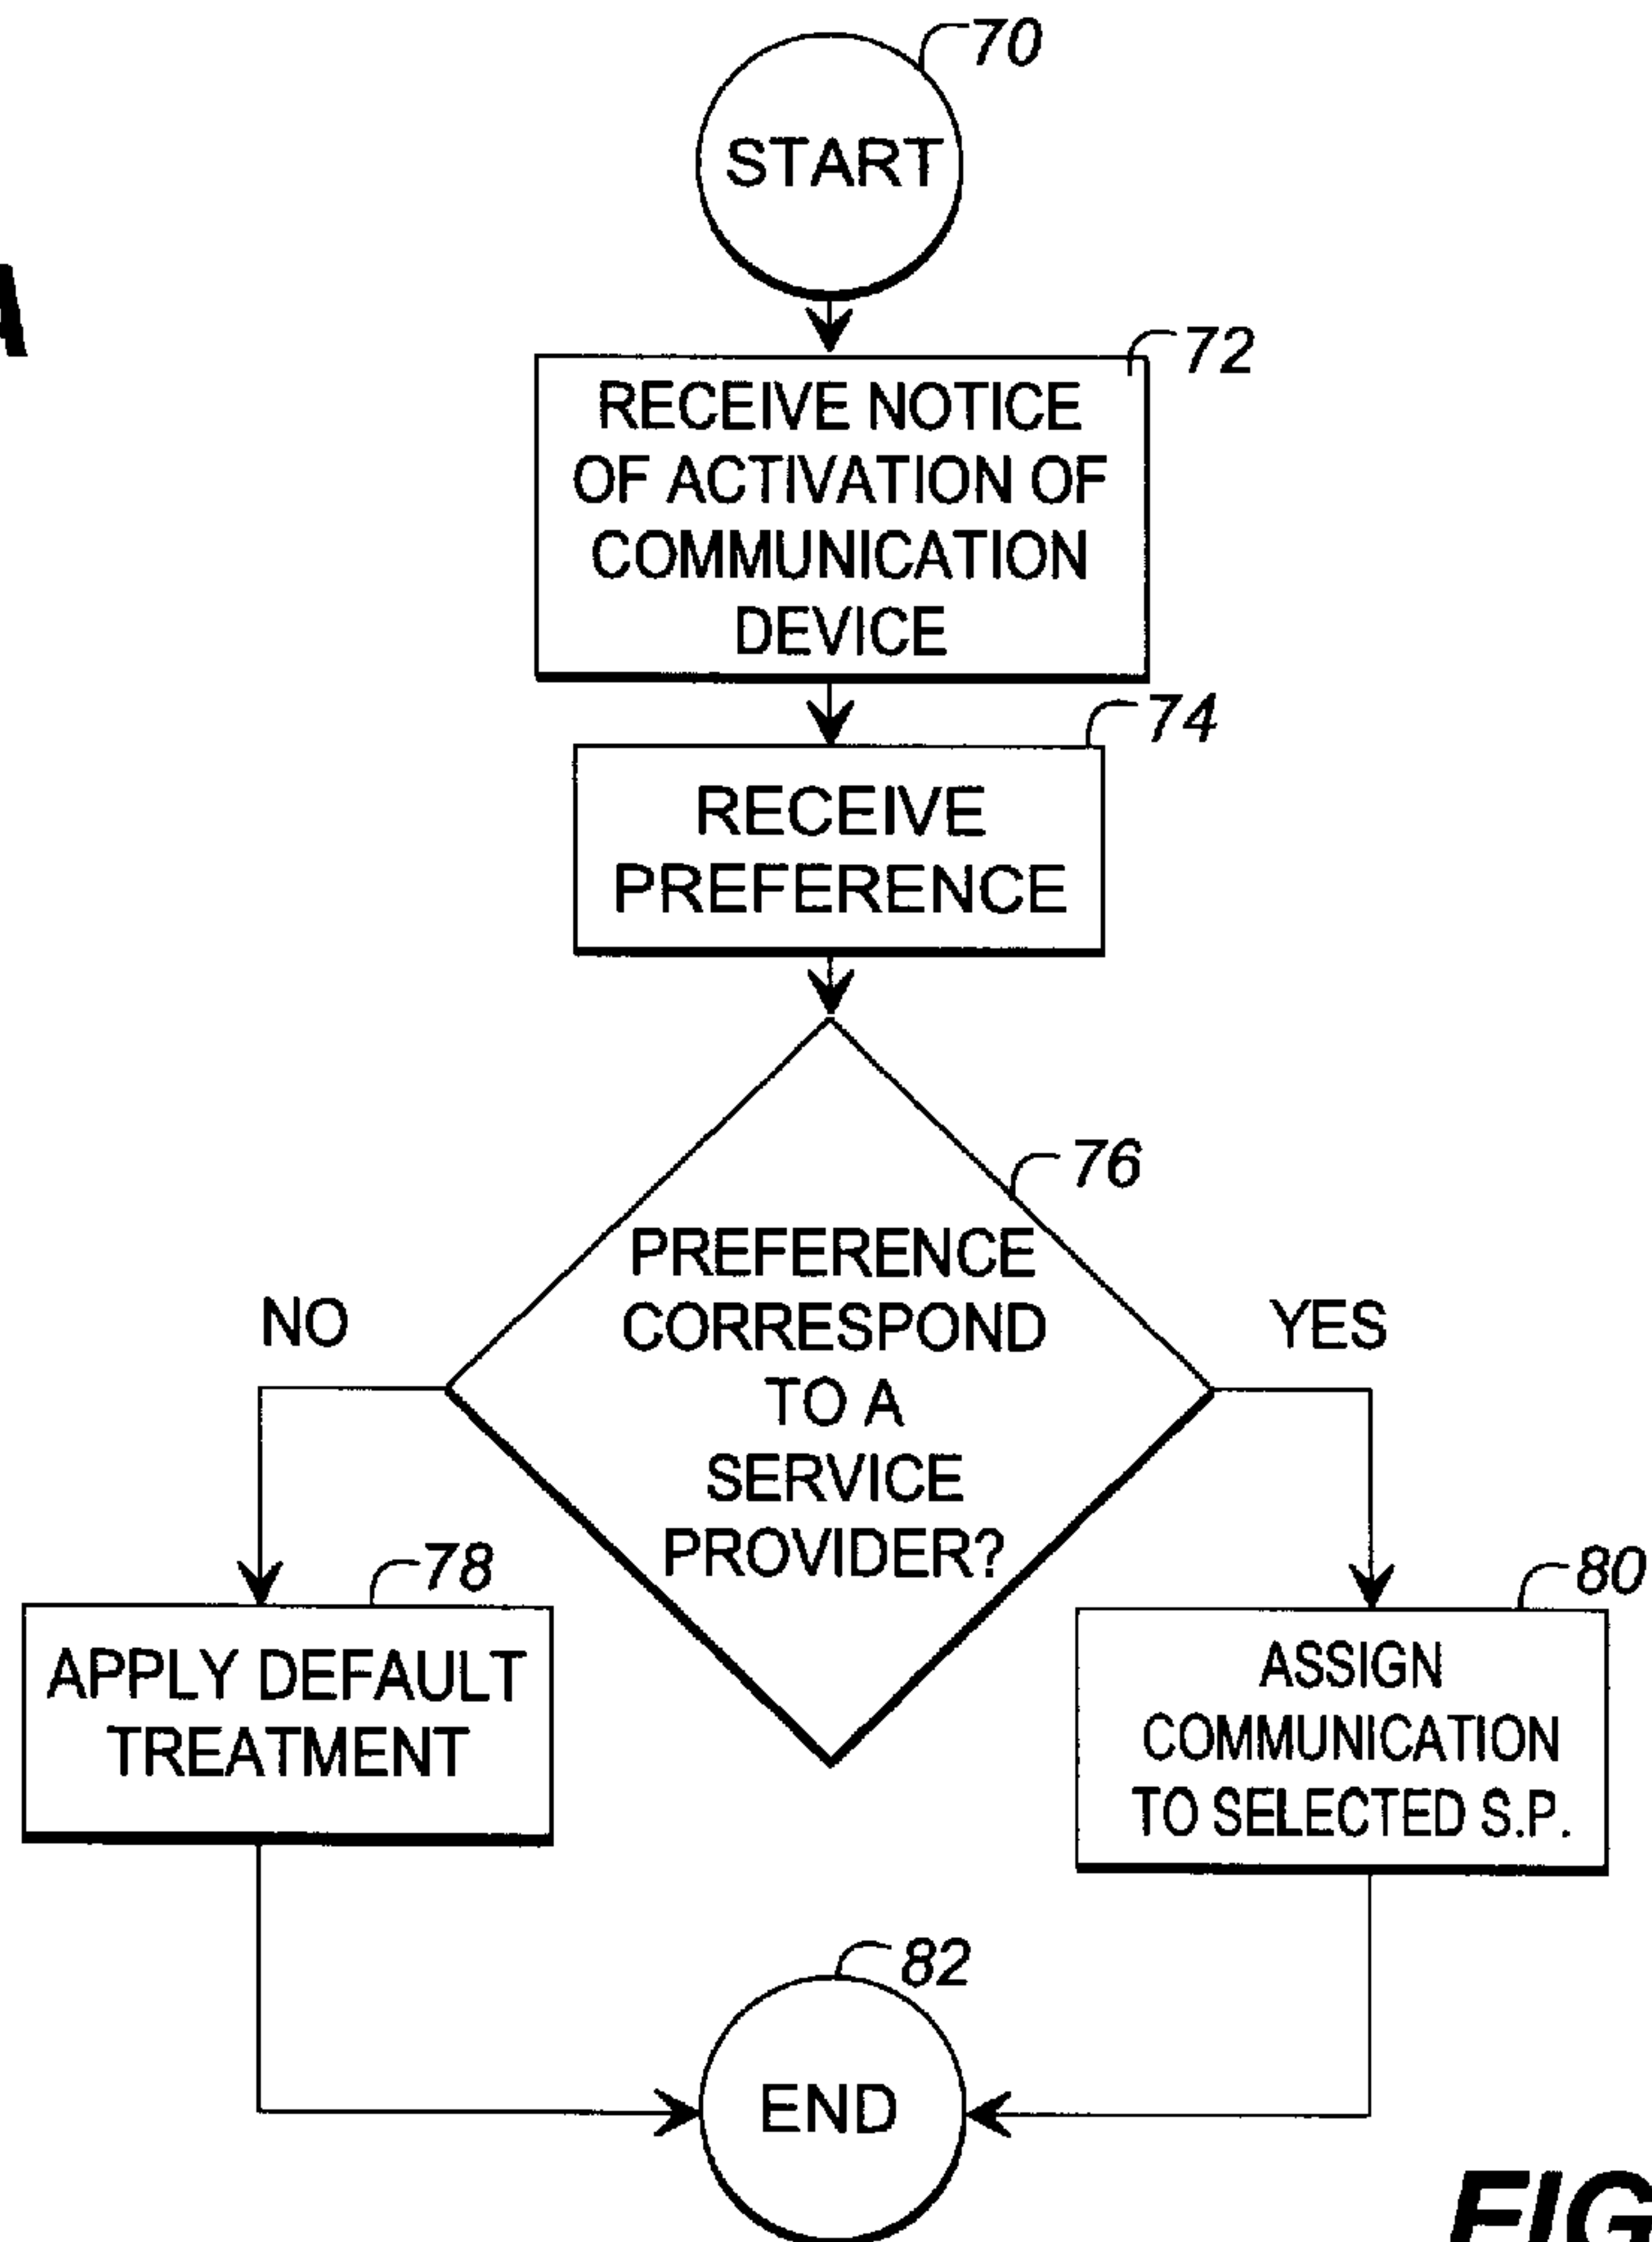 70
START
A
72
RECEIVE NOTICE
OF ACTIVATION OF
COMMUNICATION
DEVICE
74
RECEIVE
PREFERENCE
76
PREFERENCE
CORRESPOND
TO A
SERVICE
PROVIDER?
NO
YES
78
APPLY DEFAULT
TREATMENT
80
ASSIGN
COMMUNICATION
TO SELECTED S.P.
82
END
FIG